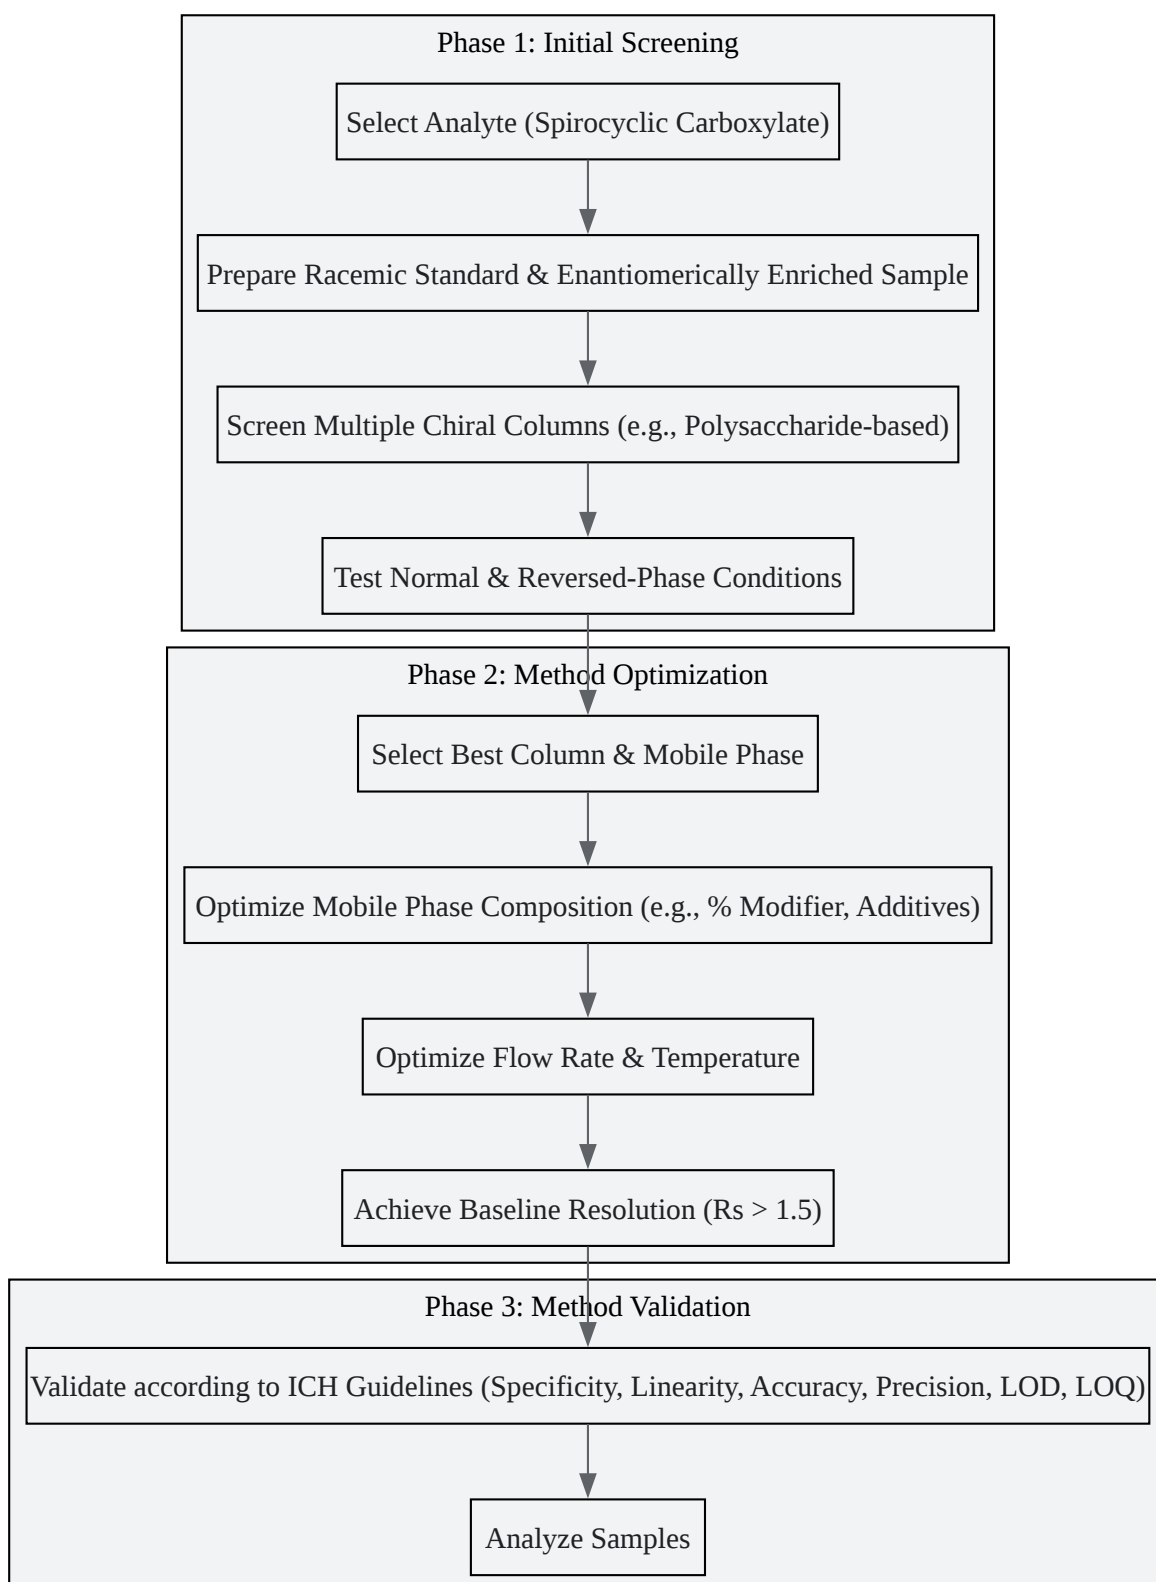 Phase 1: Initial Screening
Select Analyte (Spirocyclic Carboxylate)
Prepare Racemic Standard & Enantiomerically Enriched Sample
Screen Multiple Chiral Columns (e.g., Polysaccharide-based)
Test Normal & Reversed-Phase Conditions
Phase 2: Method Optimization
Select Best Column & Mobile Phase
Optimize Mobile Phase Composition (e.g., % Modifier, Additives)
Optimize Flow Rate & Temperature
Achieve Baseline Resolution (Rs > 1.5)
Phase 3: Method Validation
Validate according to ICH Guidelines (Specificity, Linearity, Accuracy, Precision, LOD, LOQ)
Analyze Samples